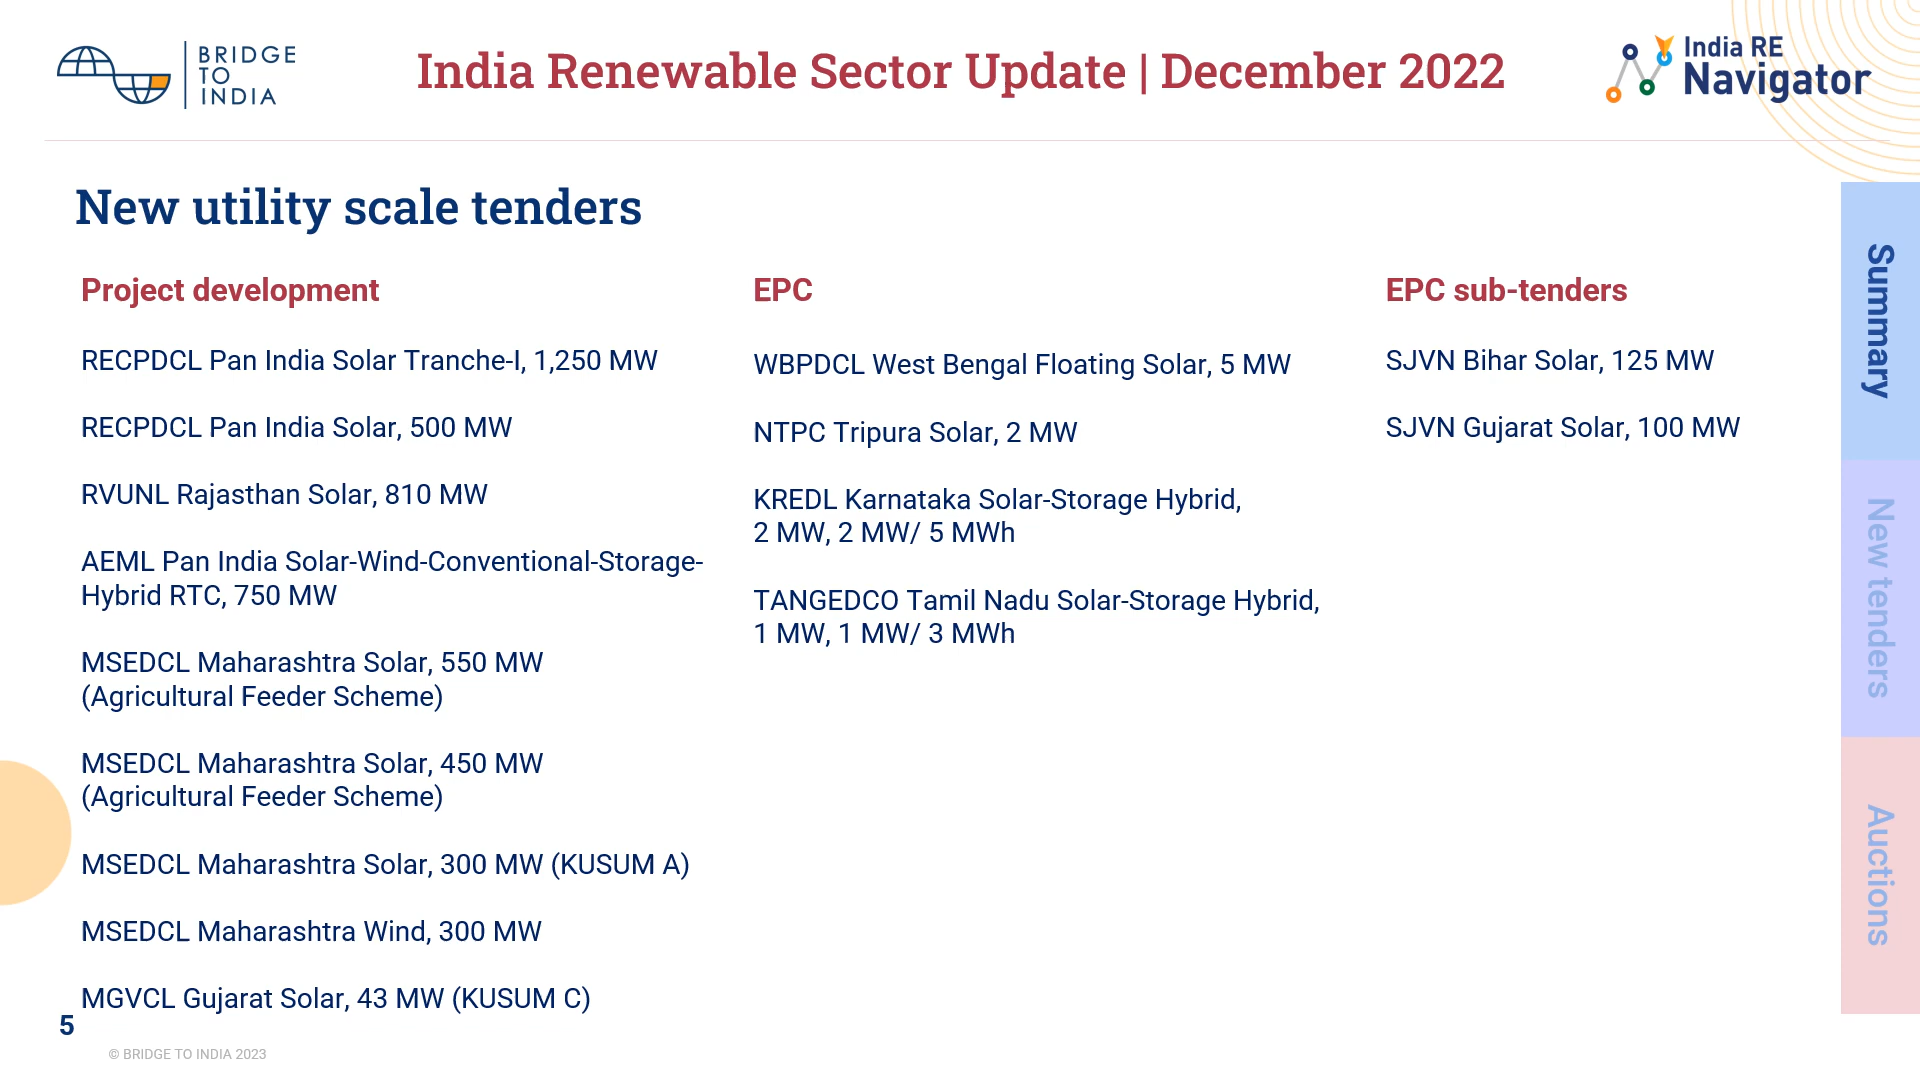 BRIDGE
TO
INDIA
India Renewable Sector Update | December 2022
India RE
Navigator
New utility scale tenders
Project development
RECPDCL Pan India Solar Tranche-I, 1,250 MW
RECPDCL Pan India Solar, 500 MW
RVUNL Rajasthan Solar, 810 MW
AEML Pan India Solar-Wind-Conventional-Storage-
Hybrid RTC, 750 MW
MSEDCL Maharashtra Solar, 550 MW
(Agricultural Feeder Scheme)
MSEDCL Maharashtra Solar, 450 MW
(Agricultural Feeder Scheme)
MSEDCL Maharashtra Solar, 300 MW (KUSUM A)
MSEDCL Maharashtra Wind, 300 MW
MGVCL Gujarat Solar, 43 MW (KUSUM C)
EPC
WBPDCL West Bengal Floating Solar, 5 MW
NTPC Tripura Solar, 2 MW
KREDL Karnataka Solar-Storage Hybrid,
2 MW, 2 MW/ 5 MWh
TANGEDCO Tamil Nadu Solar-Storage Hybrid,
1 MW, 1 MW/ 3 MWh
EPC sub-tenders
SJVN Bihar Solar, 125 MW
SJVN Gujarat Solar, 100 MW
Summary
New tenders
Auctions
5
© BRIDGE TO INDIA 2023